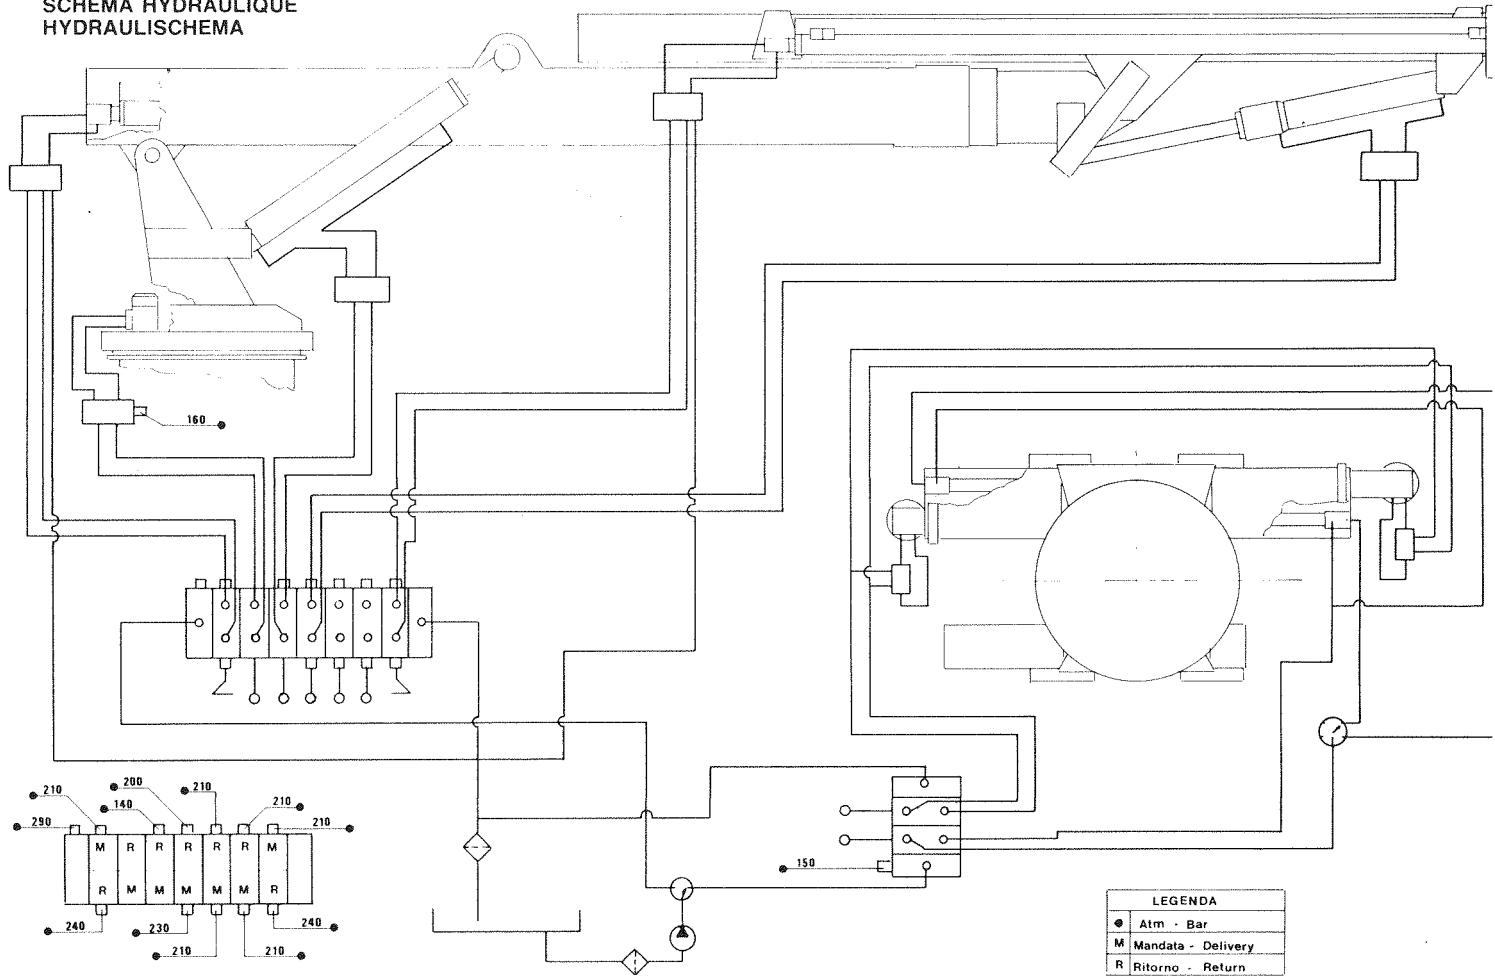 SCHEMA HYDRAULIQUE
HYDRAULISCHEMA
160
200
210
210
140
210
290
210
M R R R R R M
R M M M M M R
240
230
240
210
210
150
LEGENDA
Atm - Bar
M Mandata - Delivery
R Ritorno - Return